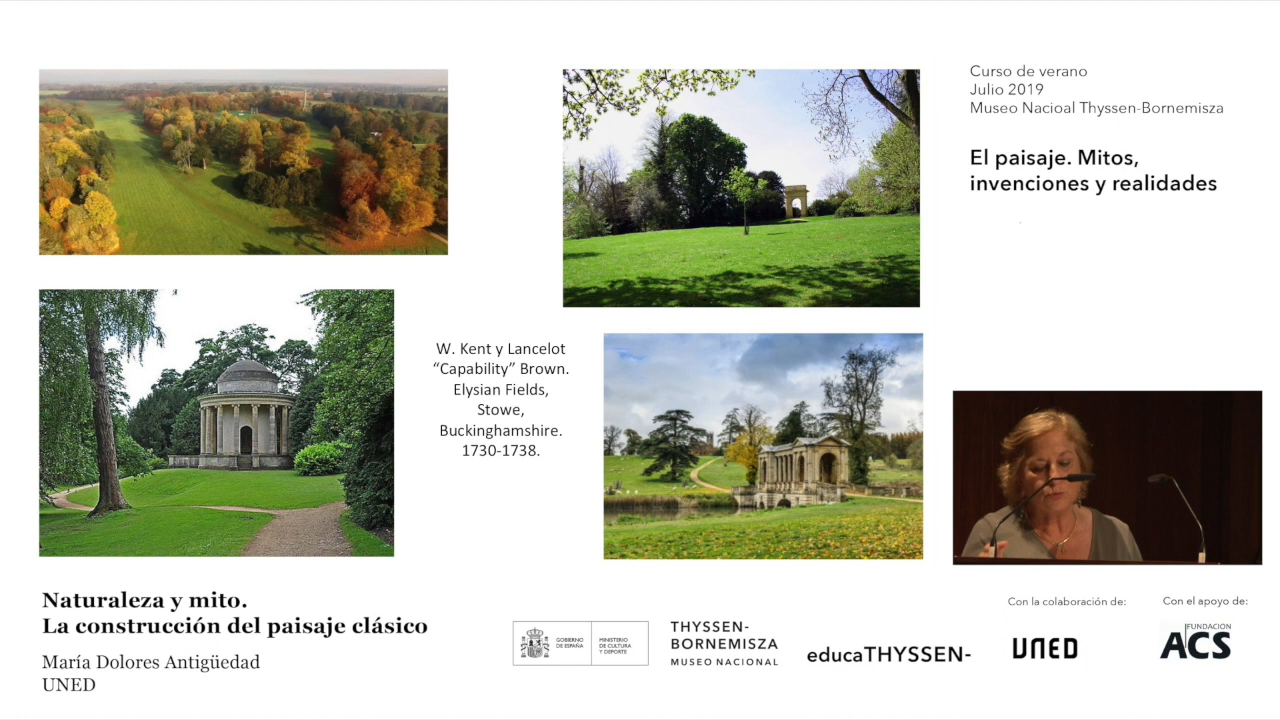 Curso de verano
Julio 2019
Museo Nacioal Thyssen-Bornemisza
El paisaje. Mitos,
invenciones y realidades
W. Kent y Lancelot
“Capability” Brown.
Elysian Fields,
Stowe,
Buckinghamshire.
1730-1738.
Naturaleza y mito.
La construcción del paisaje clásico
María Dolores Antigüedad
UNED
GOBIERNO
DE ESPAÑA
MINISTERIO
DE CULTURA
Y DEPORTE
THYSSEN-
BORNEMISZA
MUSEO NACIONAL
educaTHYSSEN-
Con la colaboración de:
UNED
Con el apoyo de:
FUNDACION
ACS